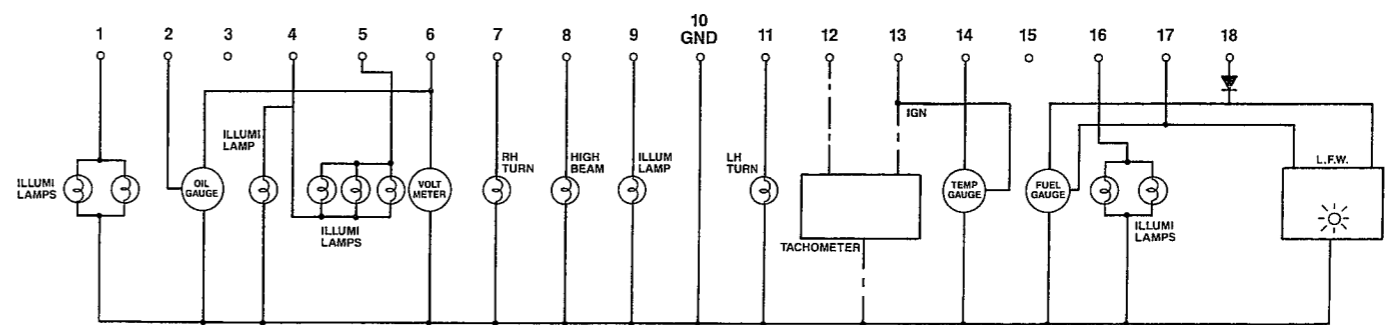 1 2 3 4 5 6 7 8 9 10 11 12 13 14 15 16 17 18
GND
IGN
ILLUMI
LAMP
RH
TURN
HIGH
BEAM
ILLUM
LAMP
LH
TURN
L.F.W.
ILLUMI
LAMPS
OIL
GAUGE
VOLT
METER
TEMP
GAUGE
FUEL
GAUGE
ILLUMI
LAMPS
TACHOMETER
ILLUMI
LAMPS